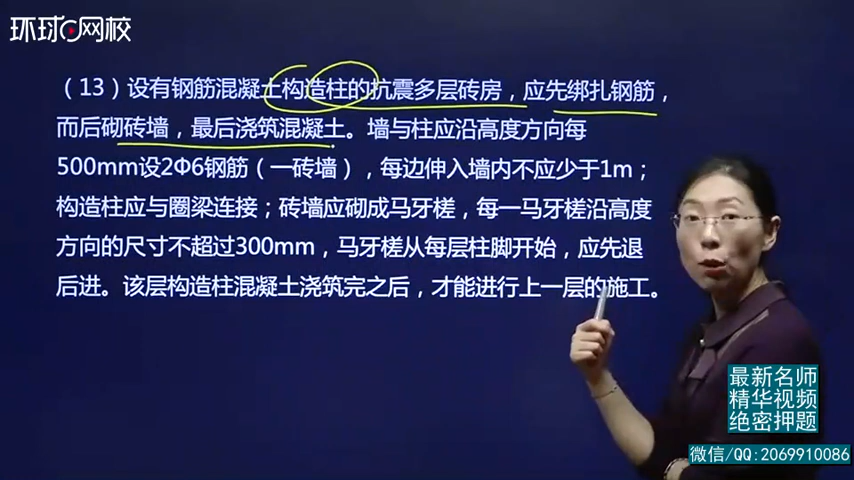 环球网校
（13）设有钢筋混凝土构造柱的抗震多层砖房，应先绑扎钢筋，
而后砌砖墙，最后浇筑混凝土。墙与柱应沿高度方向每
500mm设2Φ6钢筋（一砖墙），每边伸入墙内不应少于1m；
构造柱应与圈梁连接；砖墙应砌成马牙槎，每一马牙槎沿高度
方向的尺寸不超过300mm，马牙槎从每层柱脚开始，应先退
后进。该层构造柱混凝土浇筑完之后，才能进行上一层的施工。
最新名师
精华视频
绝密押题
微信/QQ:2069910086